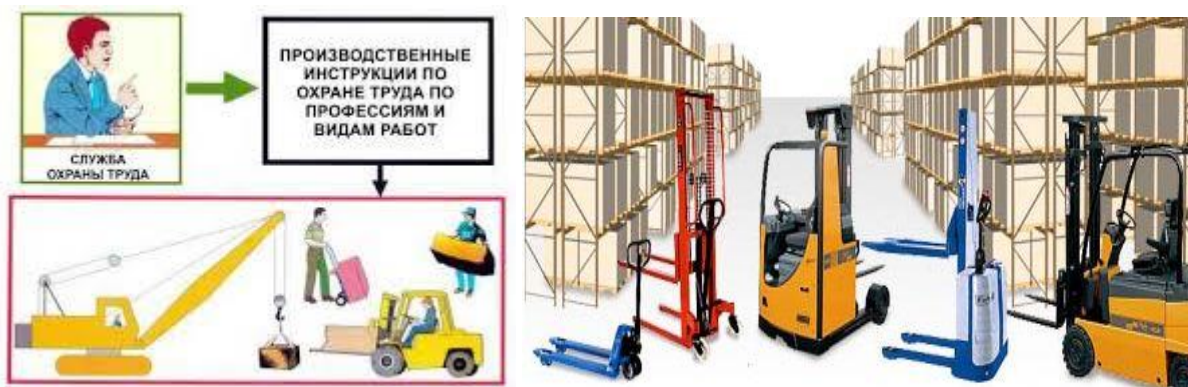 СЛУЖБА
ОХРАНЫ ТРУДА
ПРОИЗВОДСТВЕННЫЕ
ИНСТРУКЦИИ ПО
ОХРАНЕ ТРУДА ПО
ПРОФЕССИЯМ И
ВИДАМ РАБОТ